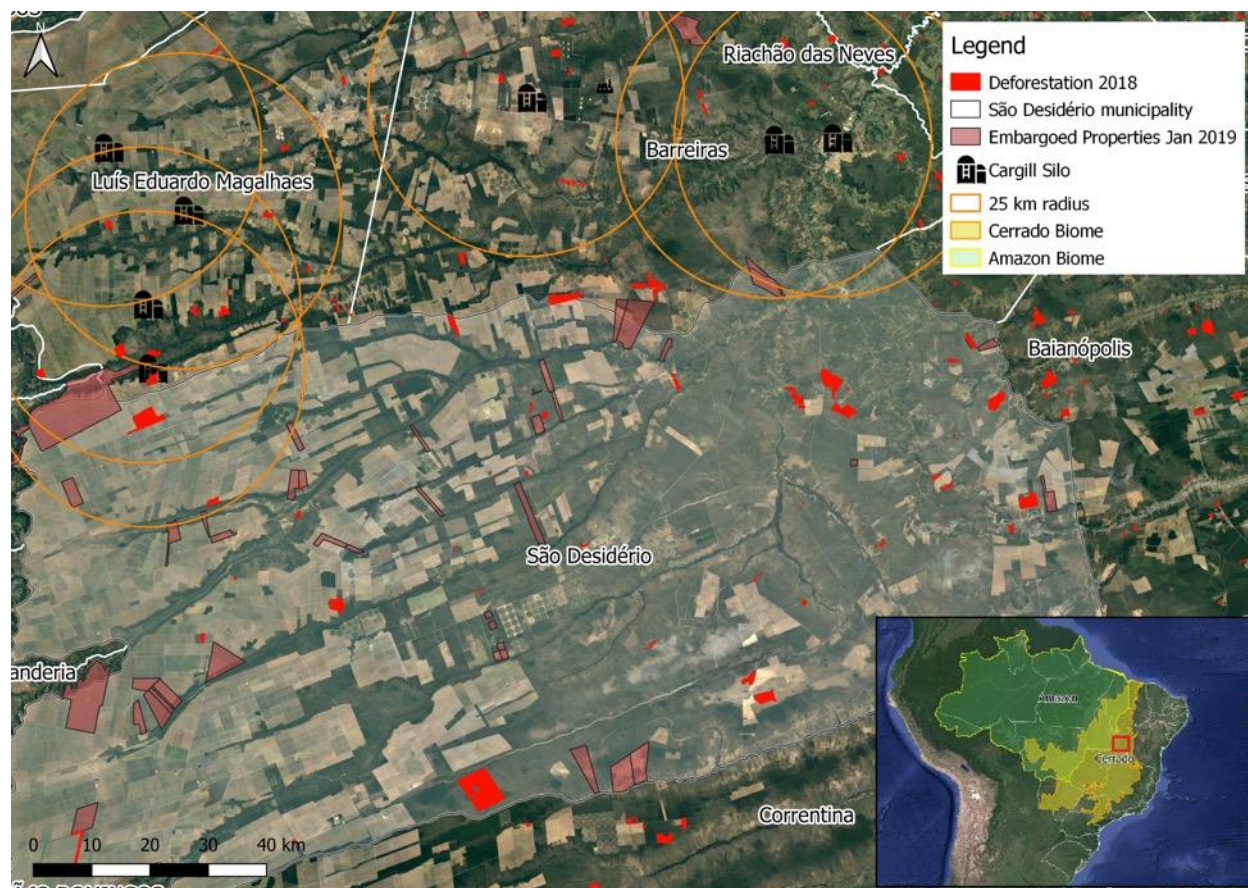 N
Riachão das Neves
Legend
Deforestation 2018
São Desidério municipality
Embargoed Properties Jan 2019
Cargill Silo
25 km radius
Cerrado Biome
Amazon Biome
Barreiras
Luís Eduardo Magalhaes
Baianópolis
São Desidério
anderia
Correntina
0 10 20 30 40 km
Amazon
Cerrado